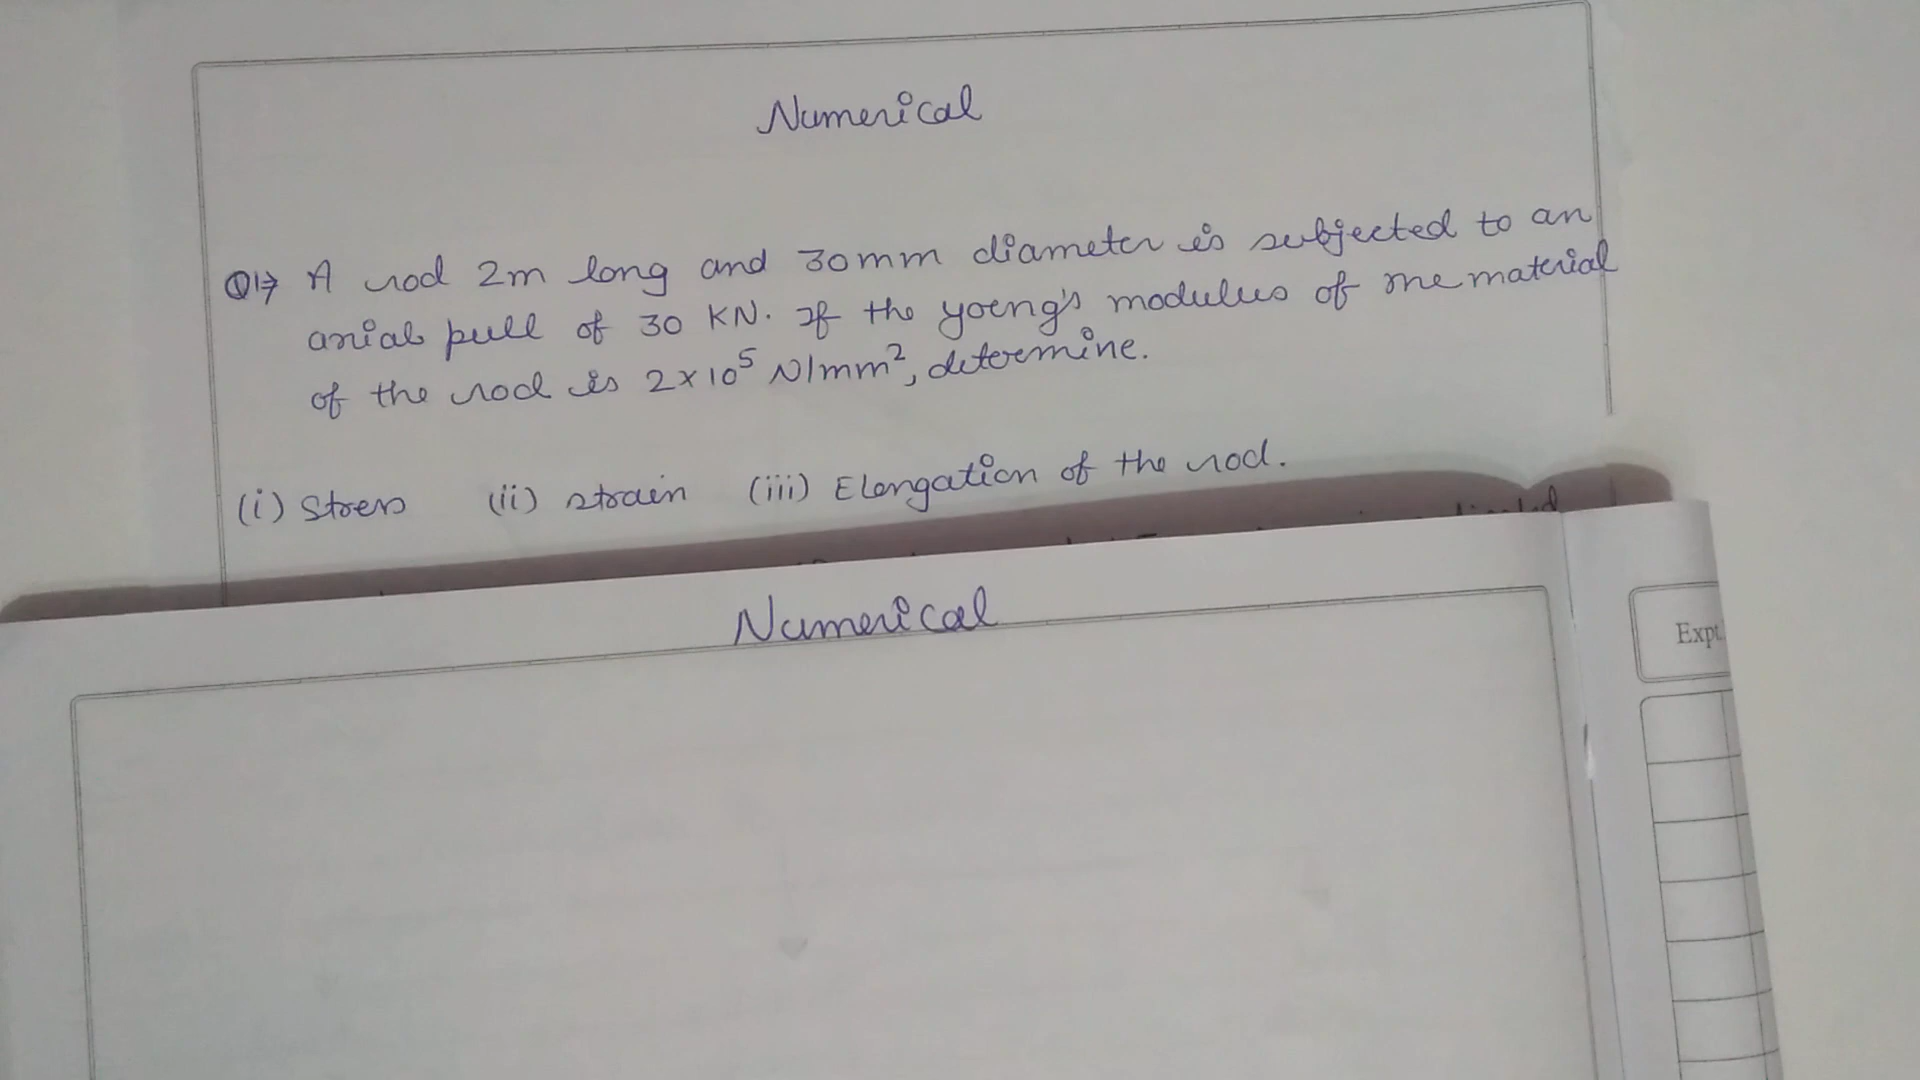 Numerical
Q1→ A rod 2m long and 30mm diameter is subjected to an
axial pull of 30 KN. If the yoeng's modulus of the material
of the rod is 2×10⁵ N/mm², determine.
(i) Stress (ii) strain (iii) Elongation of the rod.
Numerical
Expt.